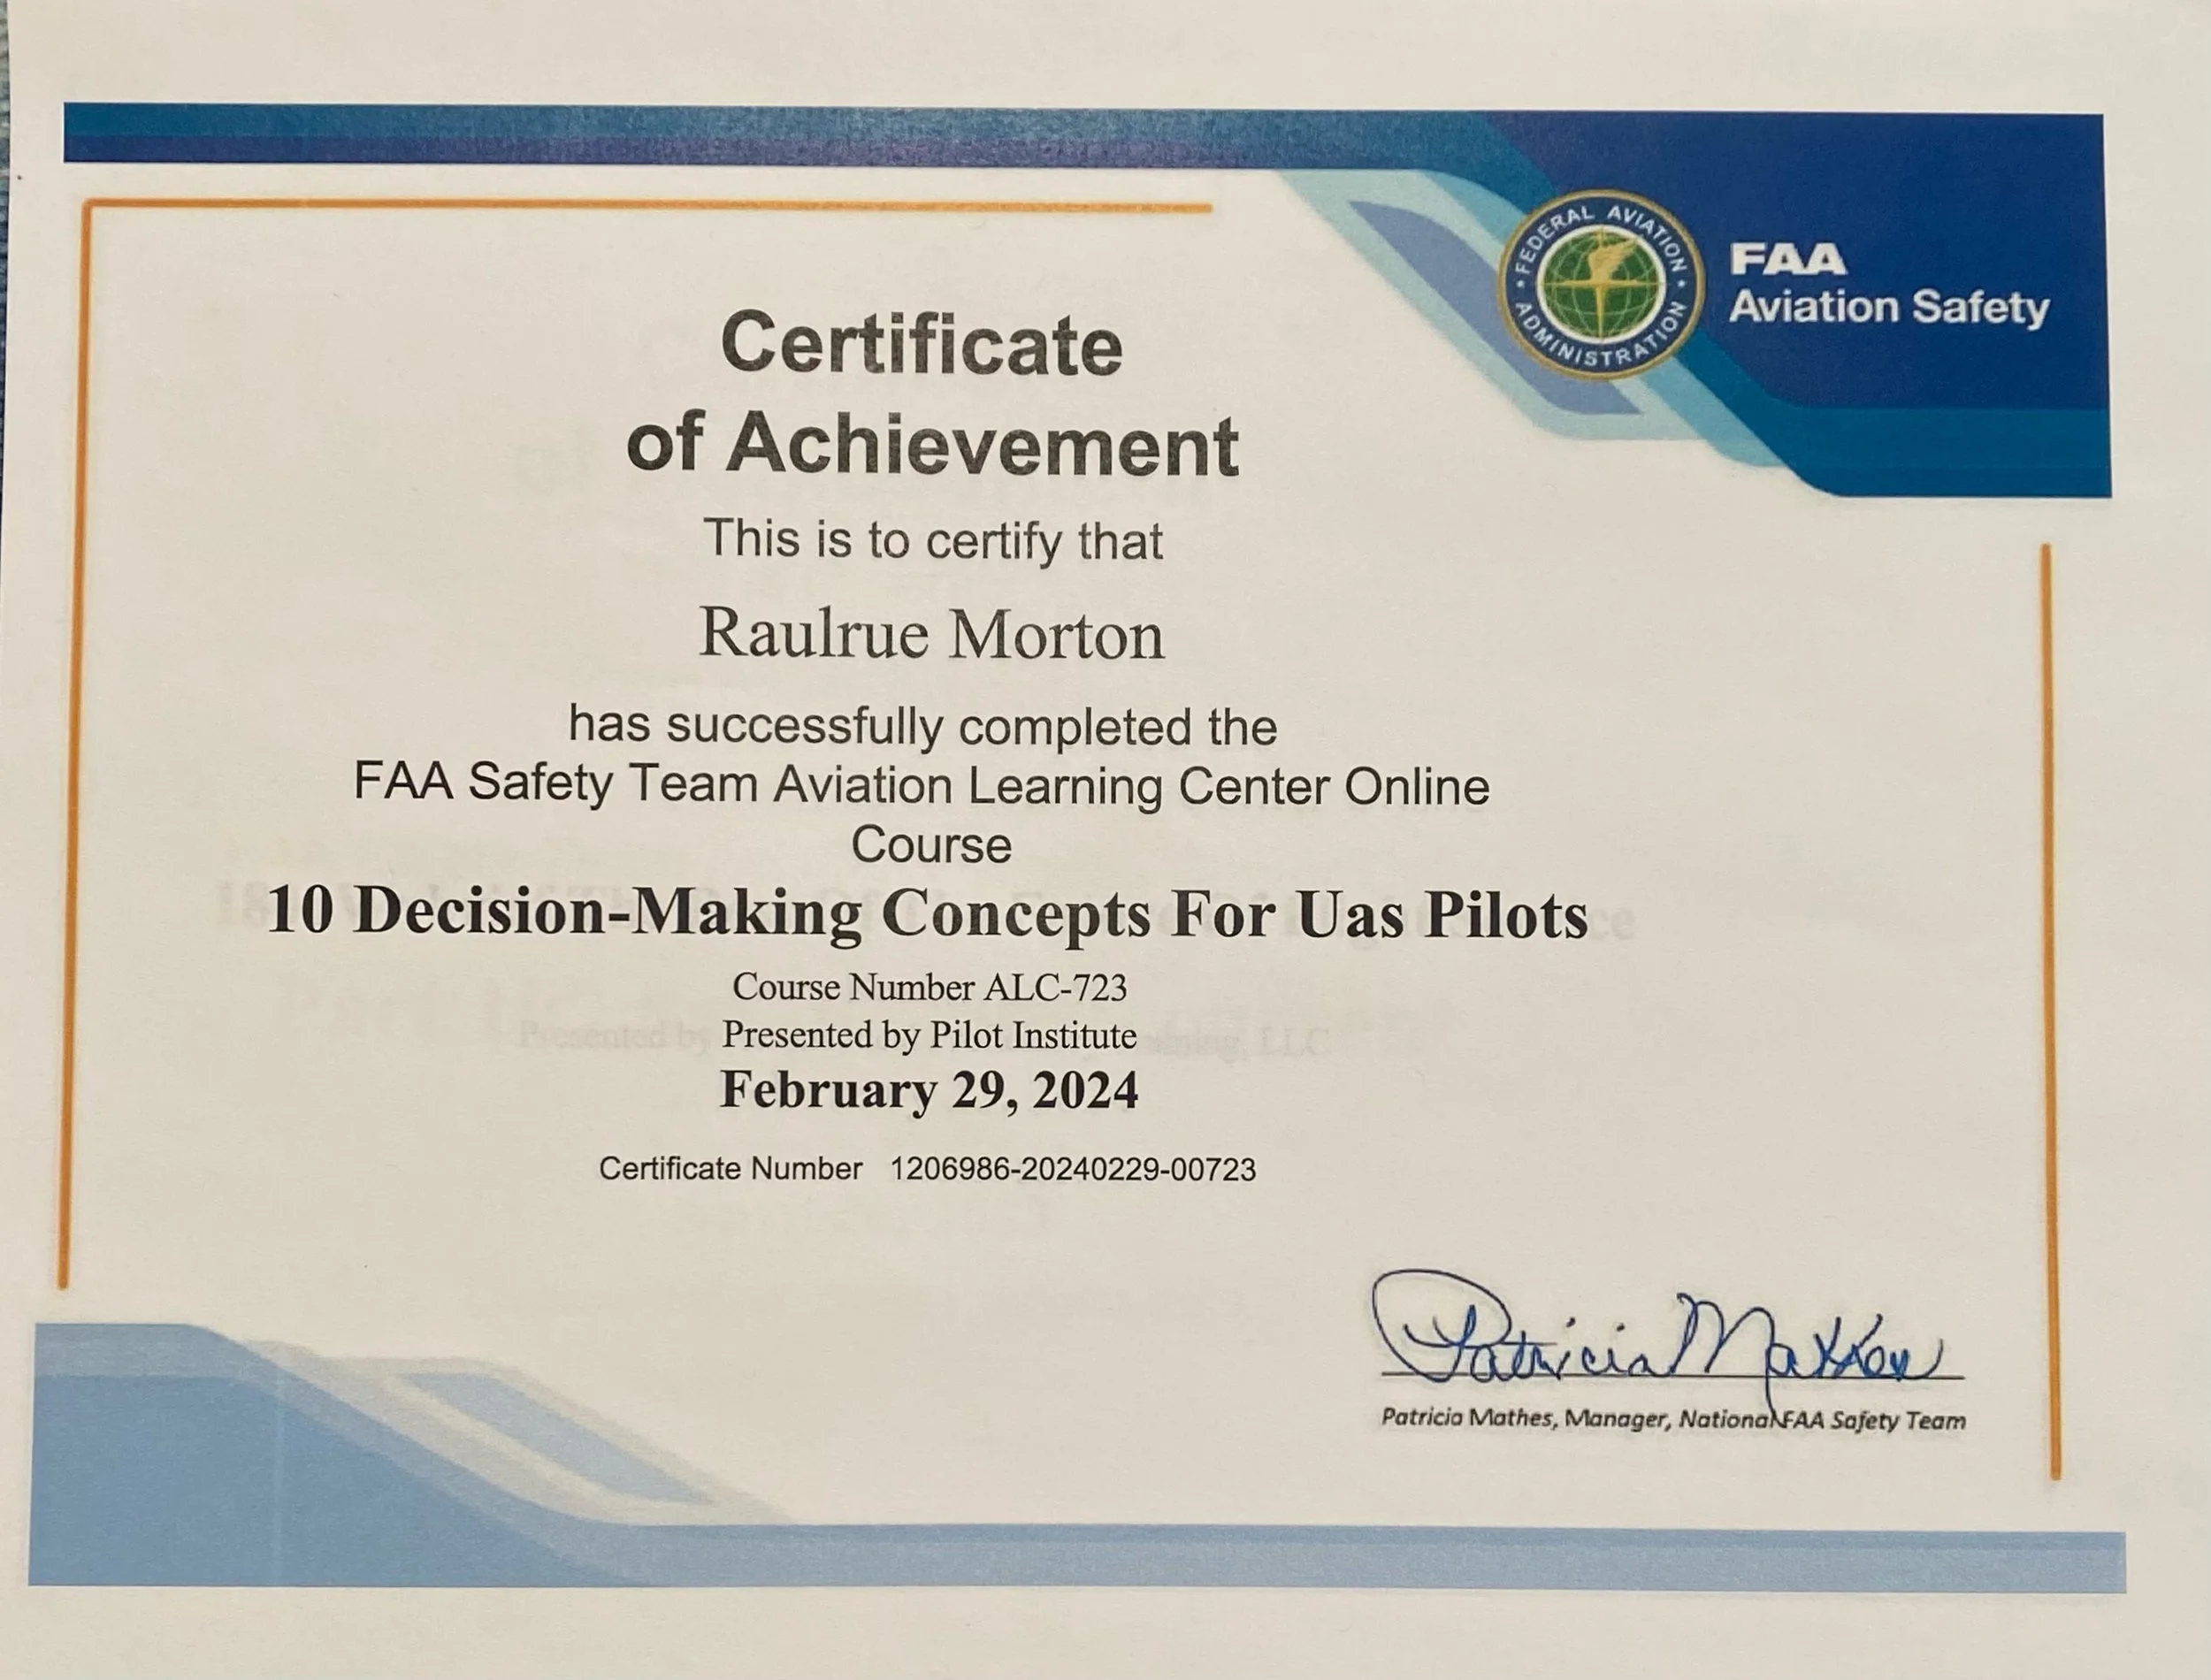 FEDERAL AVIATION
ADMINISTRATION
FAA
Aviation Safety
Certificate
of Achievement
This is to certify that
Raulrue Morton
has successfully completed the
FAA Safety Team Aviation Learning Center Online
Course
10 Decision-Making Concepts For Uas Pilots
Course Number ALC-723
Presented by Pilot Institute
February 29, 2024
Certificate Number 1206986-20240229-00723
Patricia Mathes, Manager, National FAA Safety Team